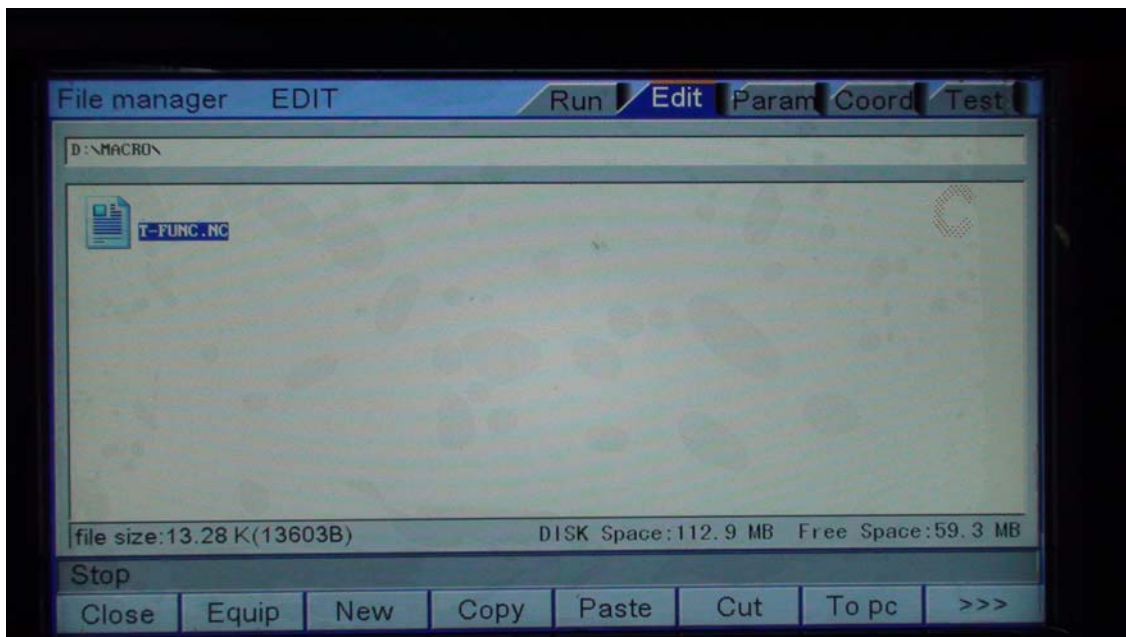 File manager EDIT Run Edit Param Coord Test
D:\MACRO\
T-FUNC.NC
C
file size:13.28 K(13603B) DISK Space:112.9 MB Free Space:59.3 MB
Stop
Close Equip New Copy Paste Cut To pc >>>